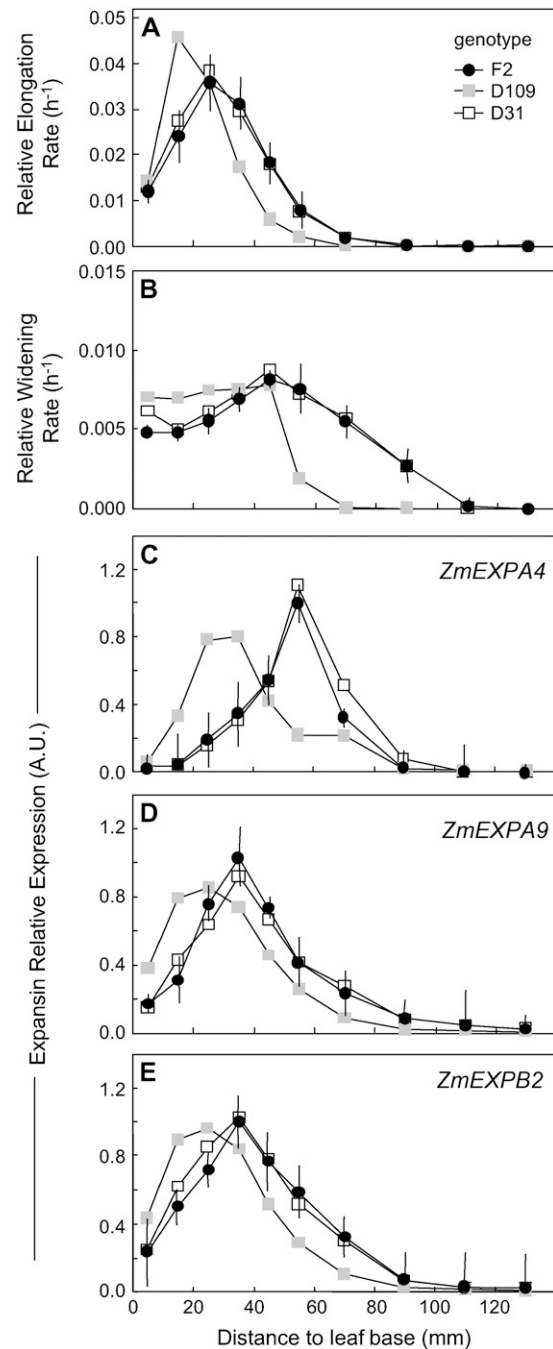 A
genotype
F2
D109
D31
Relative Elongation
Rate (h⁻¹)
0.05
0.04
0.03
0.02
0.01
0.00
B
Relative Widening
Rate (h⁻¹)
0.015
0.010
0.005
0.000
C
ZmEXPA4
1.2
0.8
0.4
0.0
D
ZmEXPA9
1.2
0.8
0.4
0.0
Expansin Relative Expression (A.U.)
E
ZmEXPB2
1.2
0.8
0.4
0.0
0 20 40 60 80 100 120
Distance to leaf base (mm)